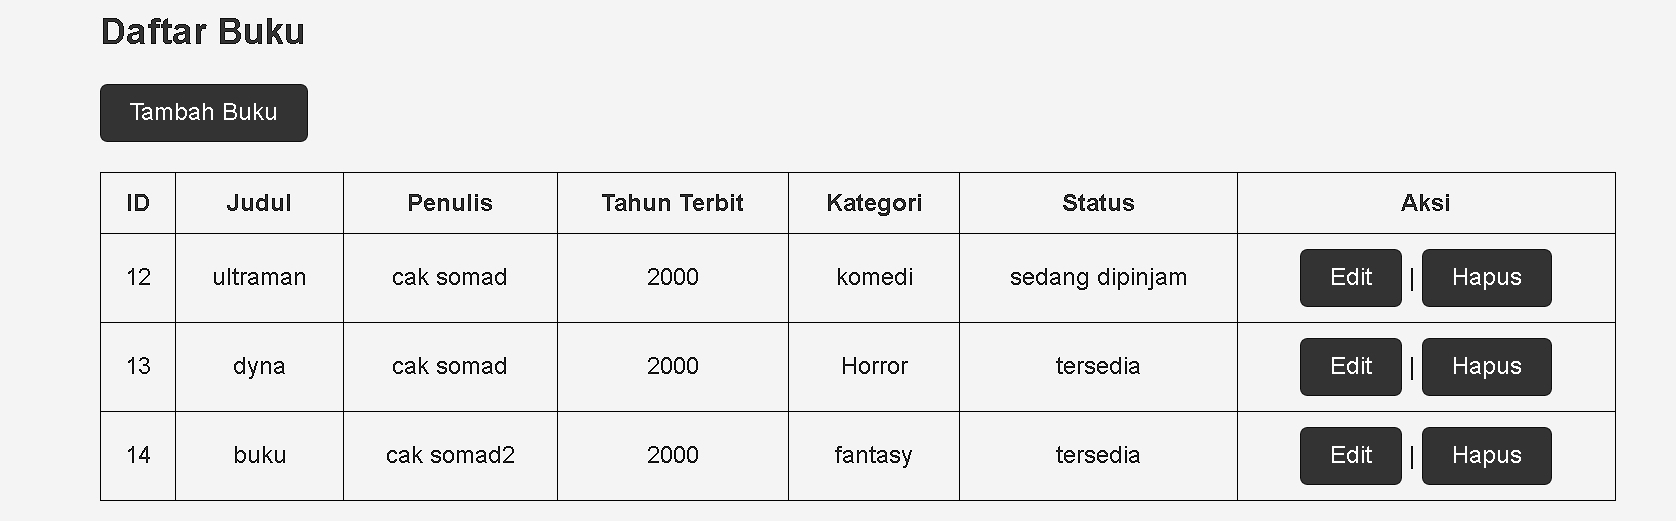 Daftar Buku
Tambah Buku
ID Judul Penulis Tahun Terbit Kategori Status Aksi
12 ultraman cak somad 2000 komedi sedang dipinjam Edit | Hapus
13 dyna cak somad 2000 Horror tersedia Edit | Hapus
14 buku cak somad2 2000 fantasy tersedia Edit | Hapus